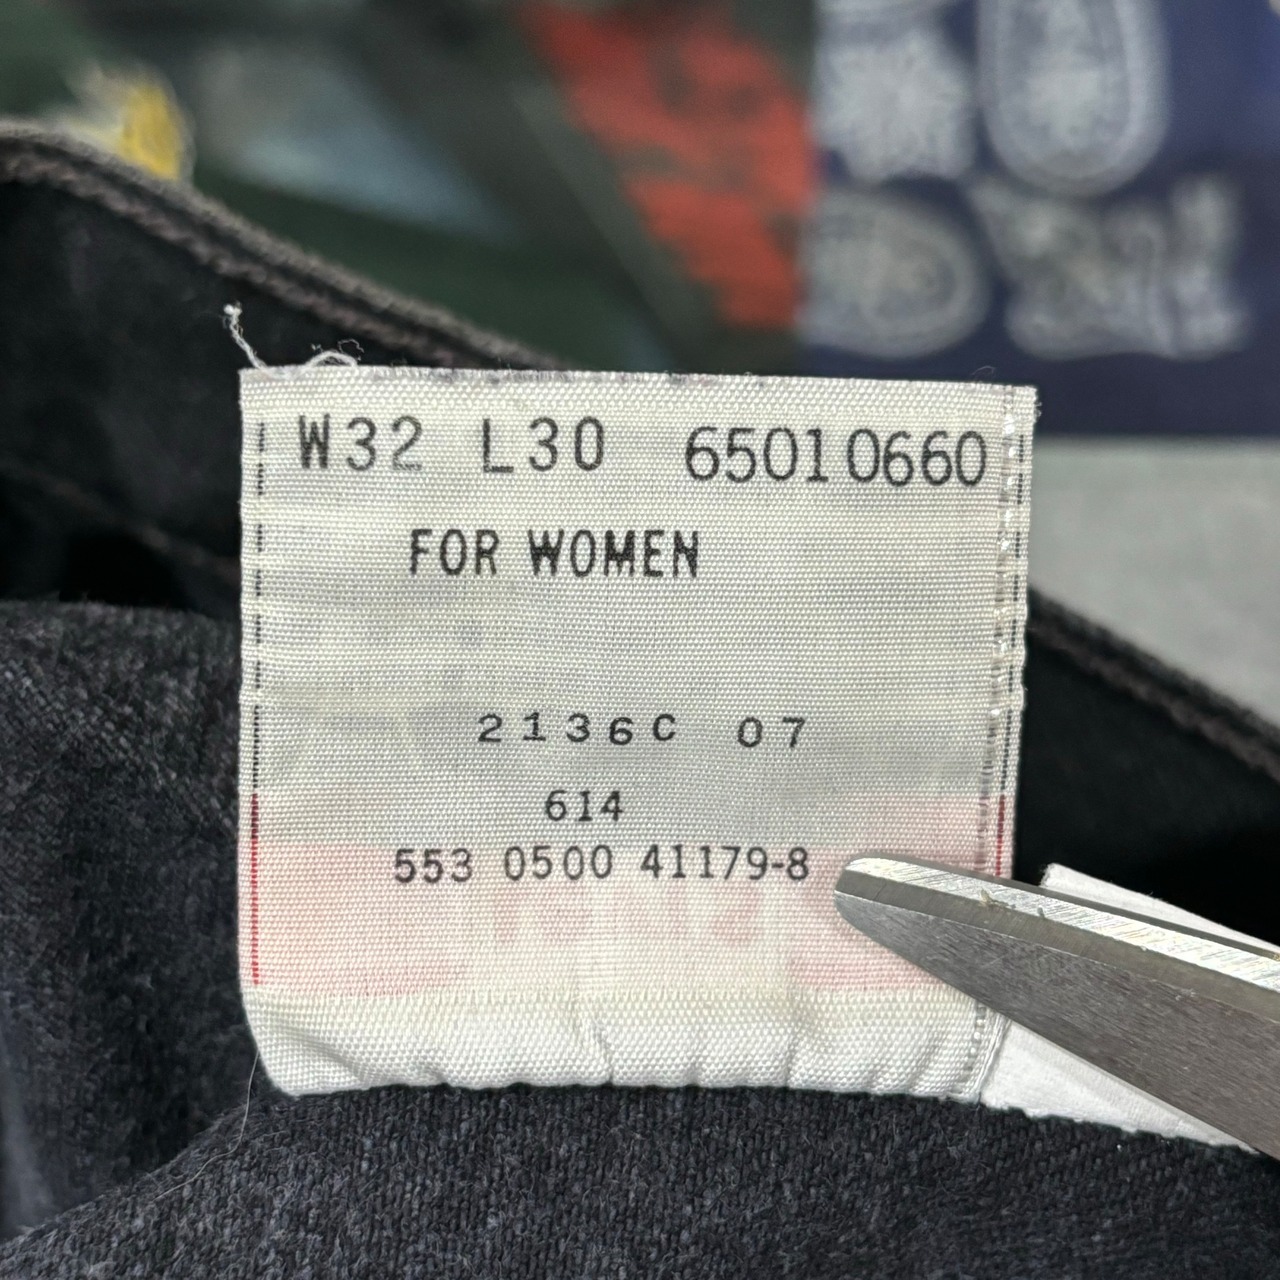 W32 L30 65010660
FOR WOMEN
2136C 07
614
553 0500 41179-8